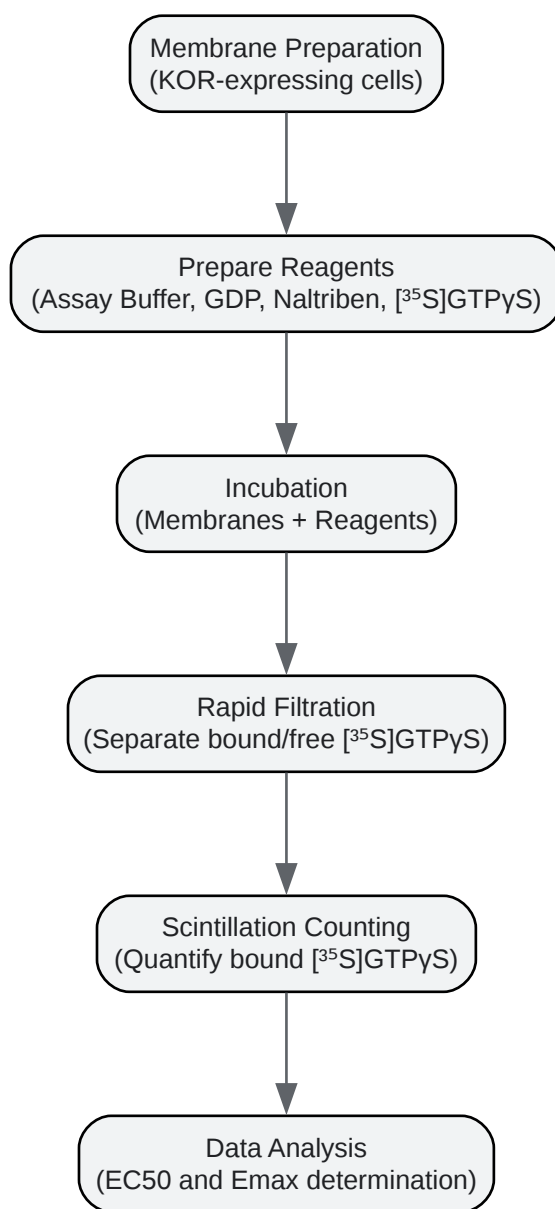 Membrane Preparation
(KOR-expressing cells)
Prepare Reagents
(Assay Buffer, GDP, Naltriben, [³⁵S]GTPγS)
Incubation
(Membranes + Reagents)
Rapid Filtration
(Separate bound/free [³⁵S]GTPγS)
Scintillation Counting
(Quantify bound [³⁵S]GTPγS)
Data Analysis
(EC50 and Emax determination)